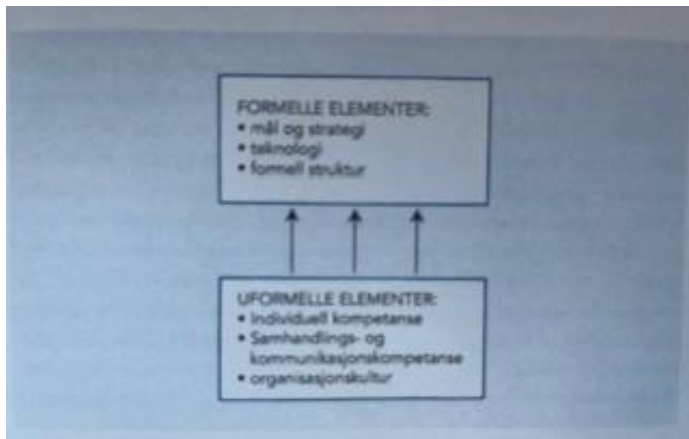 FORMELLE ELEMENTER:
• mål og strategi
• teknologi
• formell struktur
UFORMELLE ELEMENTER:
• Individuell kompetanse
• Samhandlings- og
kommunikasjonskompetanse
• organisasjonskultur